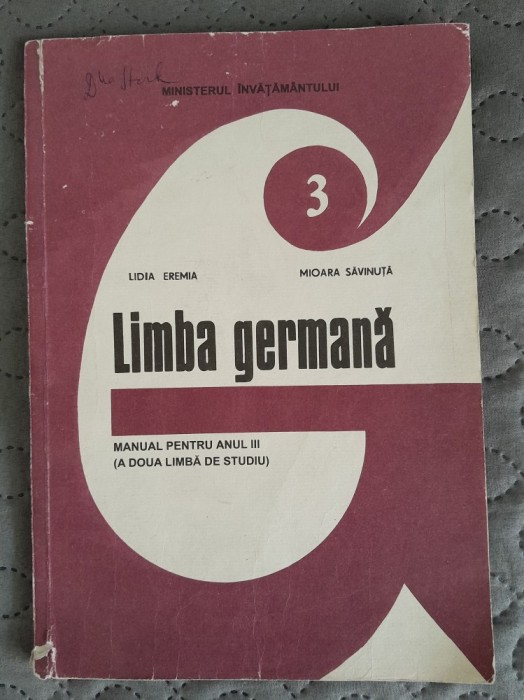 MINISTERUL ÎNVĂȚĂMÂNTULUI
3
LIDIA EREMIA
MIOARA SĂVINUȚĂ
Limba germană
MANUAL PENTRU ANUL III
(A DOUA LIMBĂ DE STUDIU)